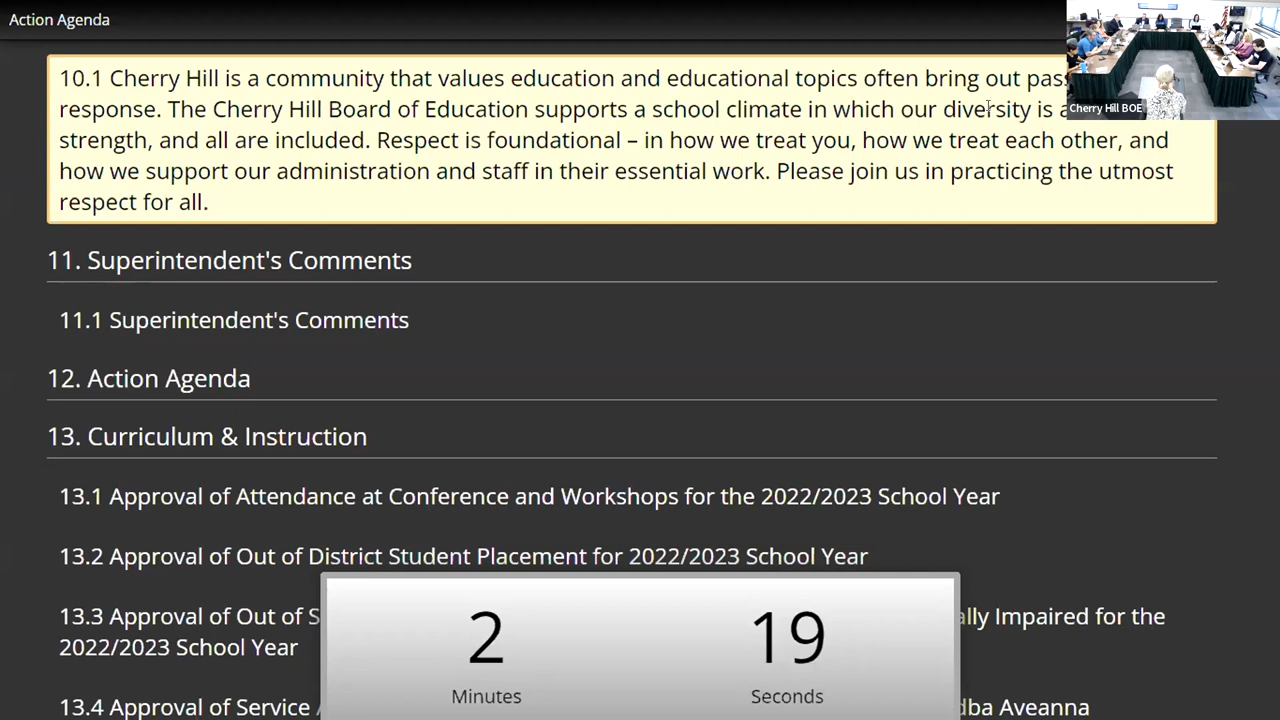 Action Agenda
10.1 Cherry Hill is a community that values education and educational topics often bring out
response. The Cherry Hill Board of Education supports a school climate in which our diversity is a
strength, and all are included. Respect is foundational – in how we treat you, how we treat each other, and
how we support our administration and staff in their essential work. Please join us in practicing the utmost
respect for all.
Cherry Hill BOE
11. Superintendent's Comments
11.1 Superintendent's Comments
12. Action Agenda
13. Curriculum & Instruction
13.1 Approval of Attendance at Conference and Workshops for the 2022/2023 School Year
13.2 Approval of Out of District Student Placement for 2022/2023 School Year
13.3 Approval of Out of S
ally Impaired for the
2022/2023 School Year
13.4 Approval of Service
dba Aveanna
2 19
Minutes Seconds